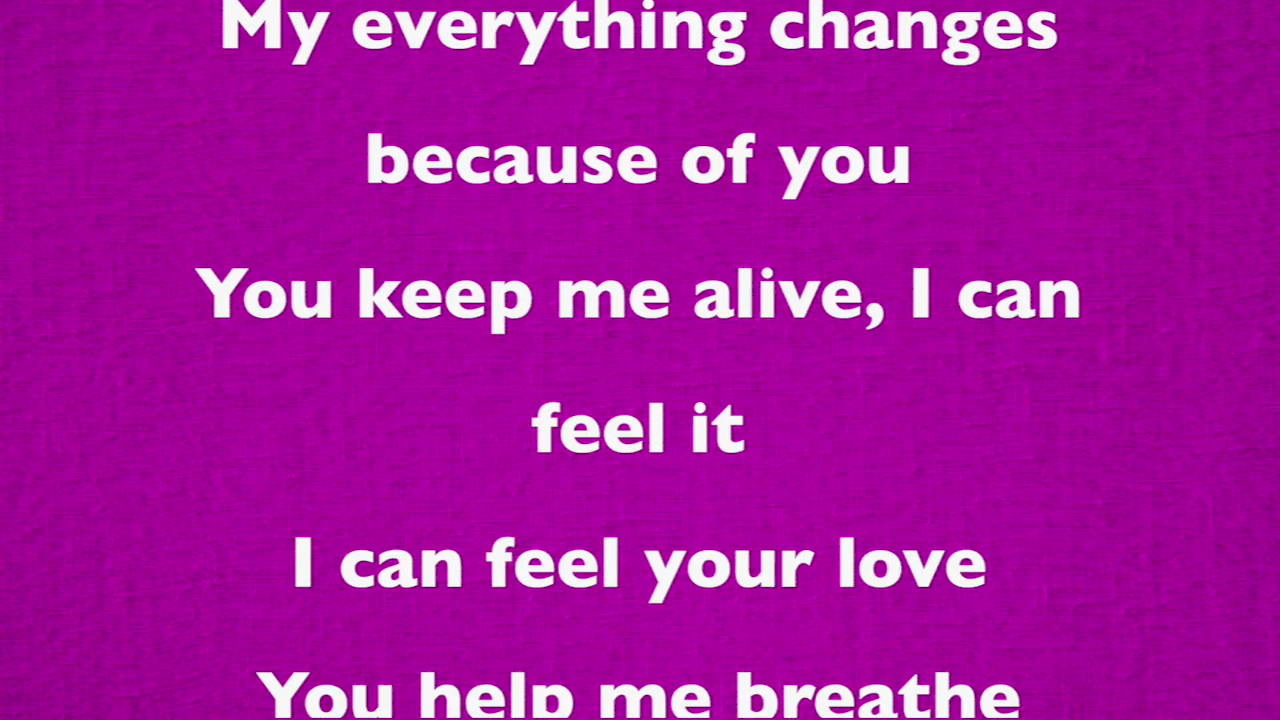 My everything changes
because of you
You keep me alive, I can
feel it
I can feel your love
You help me breathe